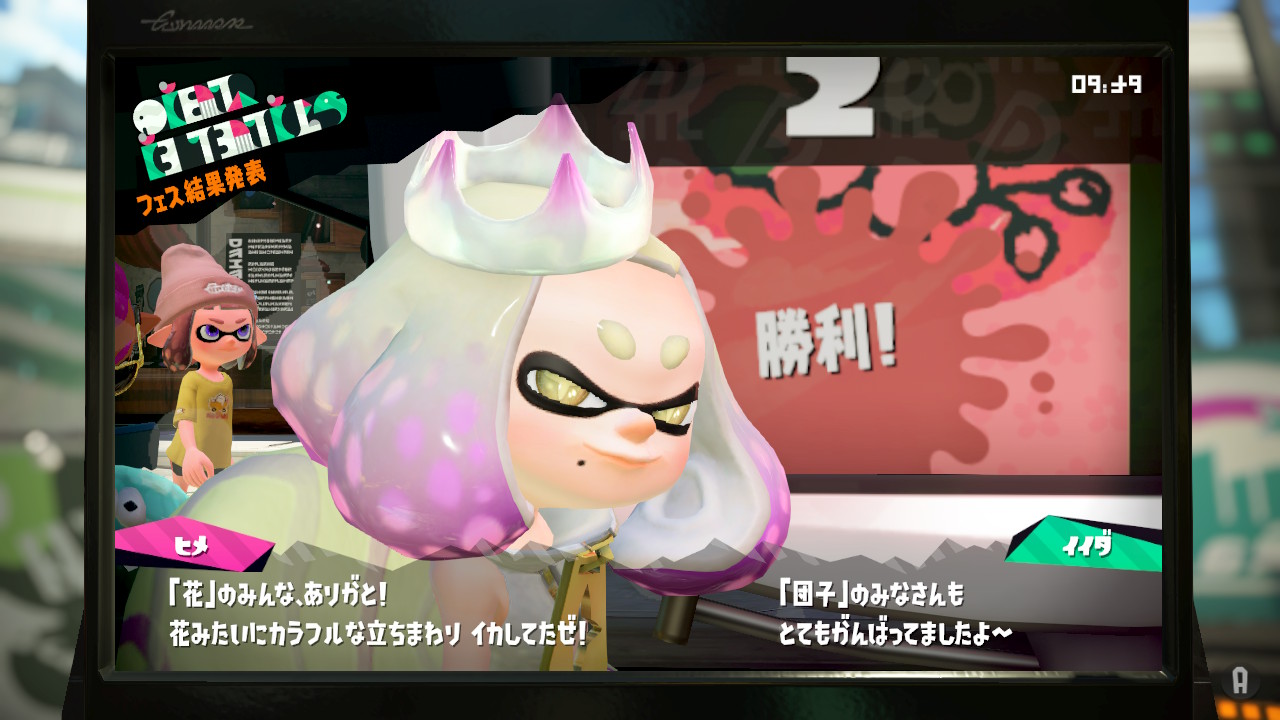 フェス結果発表
2
勝利!
ヒメ
「花」のみんな、ありがと!
花みたいにカラフルな立ちまわり イカしてたぜ!
イイダ
「団子」のみなさんも
とてもがんばってましたよ〜
A